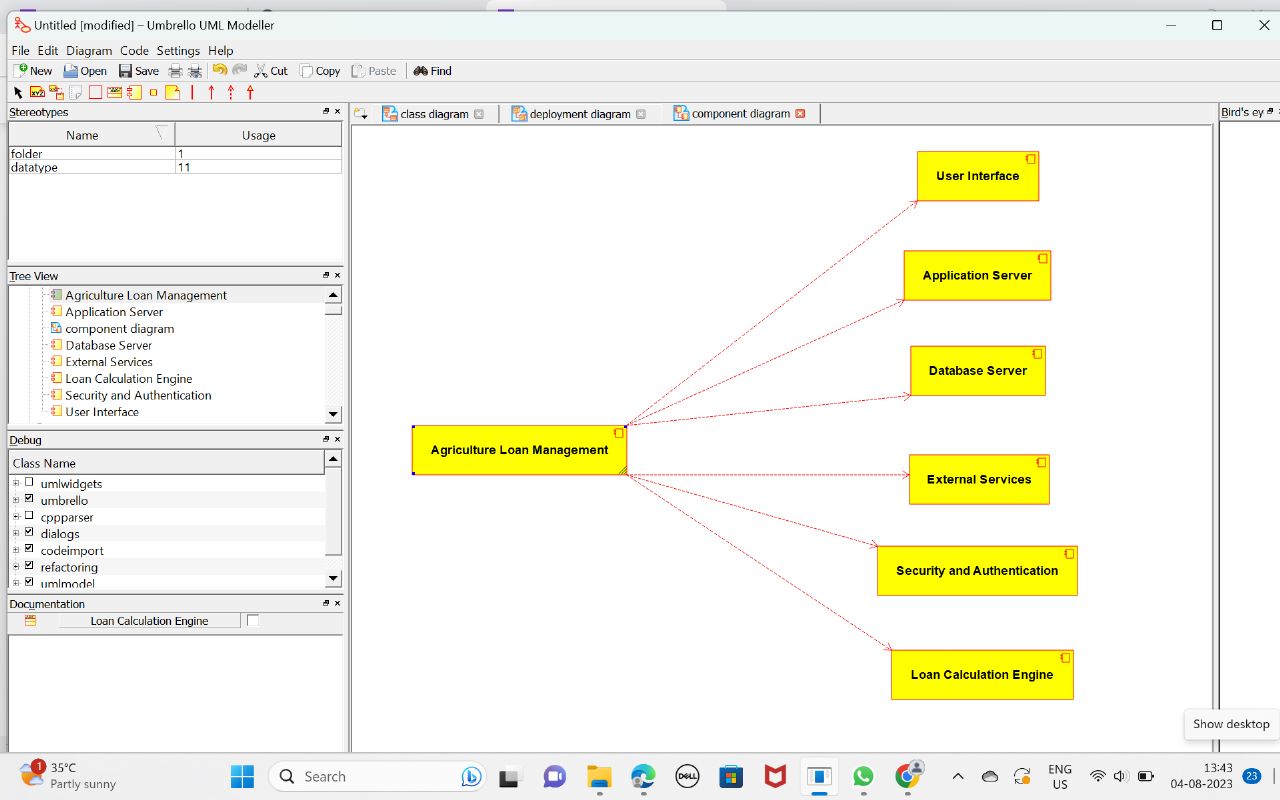 Untitled [modified] – Umbrello UML Modeller
File Edit Diagram Code Settings Help
New Open Save Cut Copy Paste Find
Stereotypes
Name Usage
folder 1
datatype 11
Tree View
Agriculture Loan Management
Application Server
component diagram
Database Server
External Services
Loan Calculation Engine
Security and Authentication
User Interface
Debug
Class Name
umlwidgets
umbrello
cppparser
dialogs
codeimport
refactoring
umlmodel
Documentation
Loan Calculation Engine
class diagram deployment diagram component diagram
Bird's ey
User Interface
Application Server
Database Server
Agriculture Loan Management
External Services
Security and Authentication
Loan Calculation Engine
Show desktop
1
35°C
Partly sunny
Search
DELL
ENG
US
13:43
04-08-2023
23